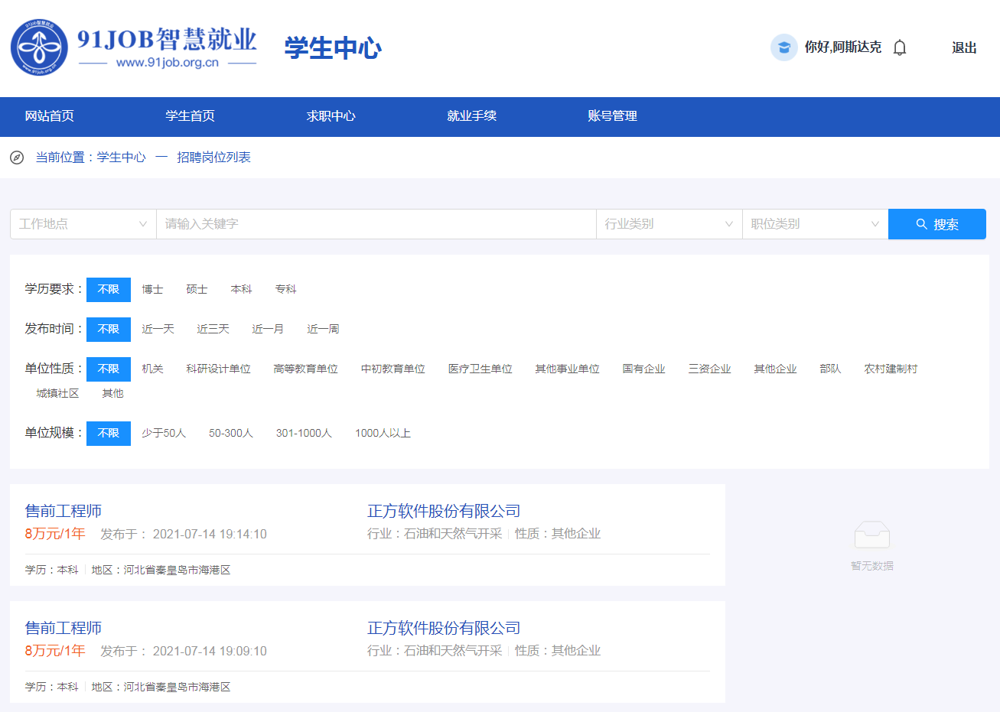 91job智慧就业
www.91job.org.cn
91JOB智慧就业
www.91job.org.cn
学生中心
你好,阿斯达克
退出
网站首页 学生首页 求职中心 就业手续 账号管理
当前位置：学生中心 一 招聘岗位列表
工作地点 请输入关键字 行业类别 职位类别 搜索
学历要求： 不限 博士 硕士 本科 专科
发布时间： 不限 近一天 近三天 近一月 近一周
单位性质： 不限 机关 科研设计单位 高等教育单位 中初教育单位 医疗卫生单位 其他事业单位 国有企业 三资企业 其他企业 部队 农村建制村
城镇社区 其他
单位规模： 不限 少于50人 50-300人 301-1000人 1000人以上
售前工程师 正方软件股份有限公司
8万元/1年 发布于： 2021-07-14 19:14:10 行业：石油和天然气开采 性质：其他企业
学历：本科 地区：河北省秦皇岛市海港区
暂无数据
售前工程师 正方软件股份有限公司
8万元/1年 发布于： 2021-07-14 19:09:10 行业：石油和天然气开采 性质：其他企业
学历：本科 地区：河北省秦皇岛市海港区